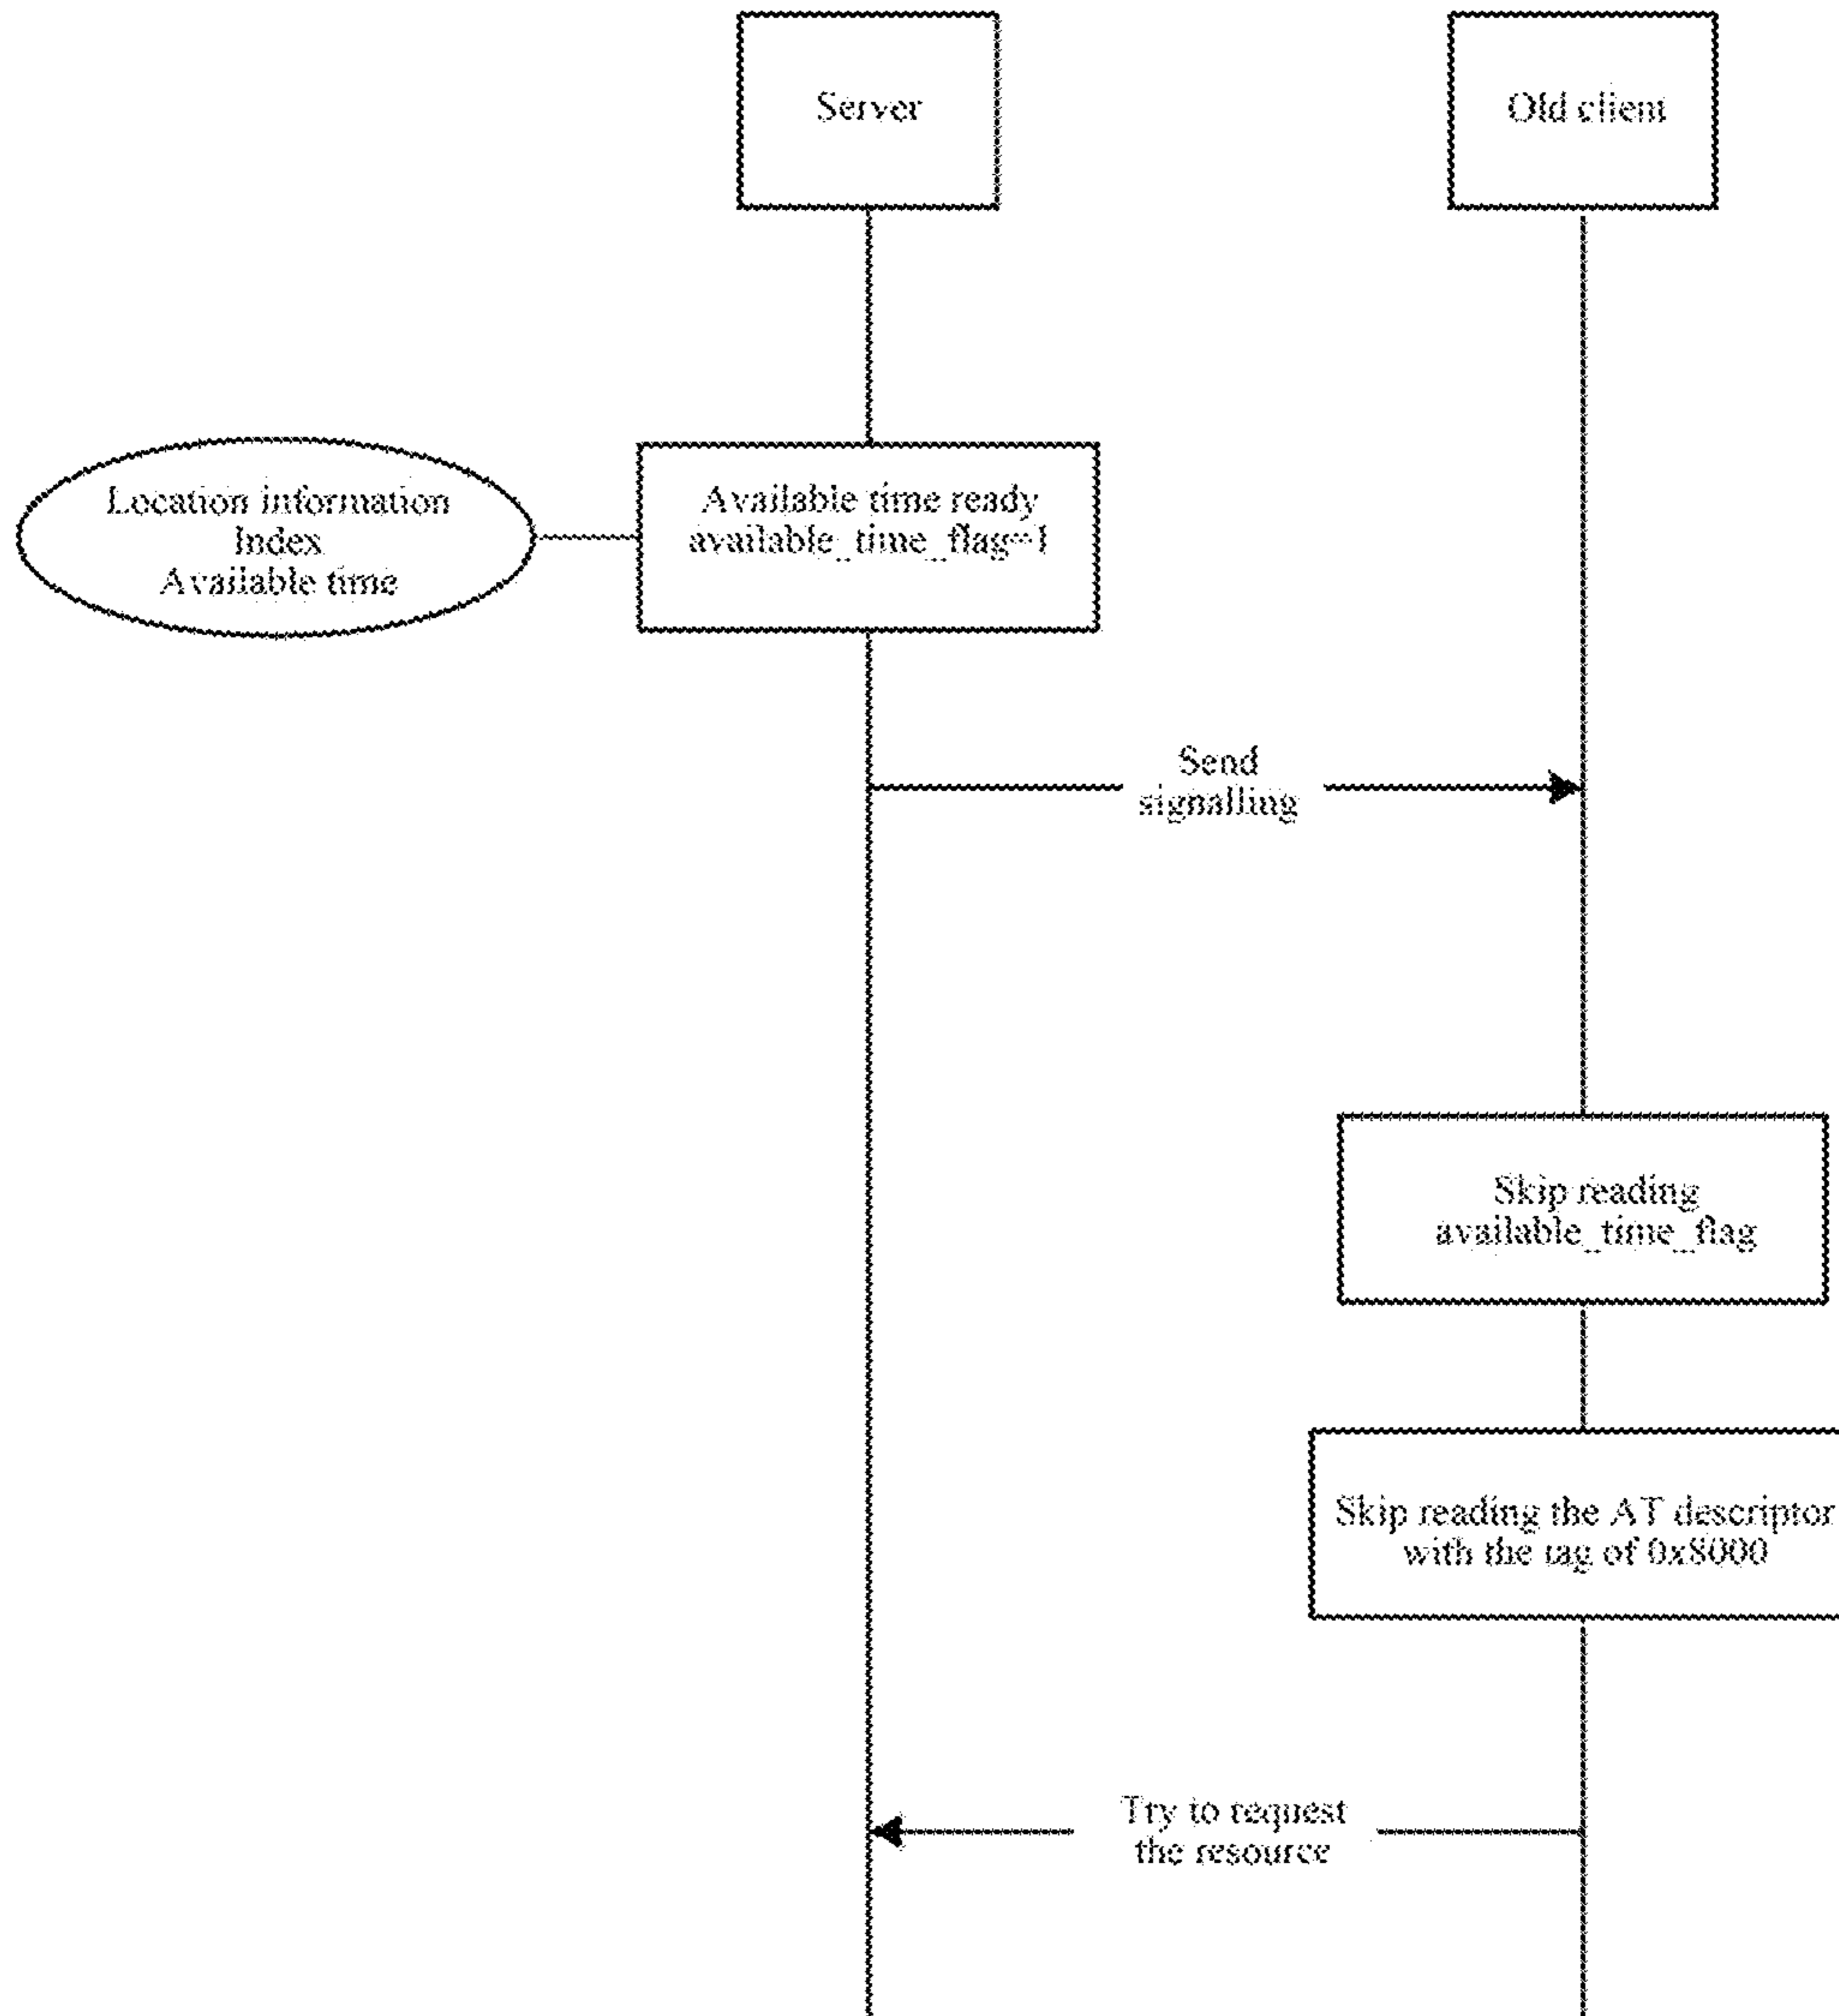 Server
Old client
Location information
Index
Available time
Available time ready
available_time_flag=1
Send
signalling
Skip reading
available_time_flag
Skip reading the AT descriptor
with the tag of 0x8000
Try to request
the resource